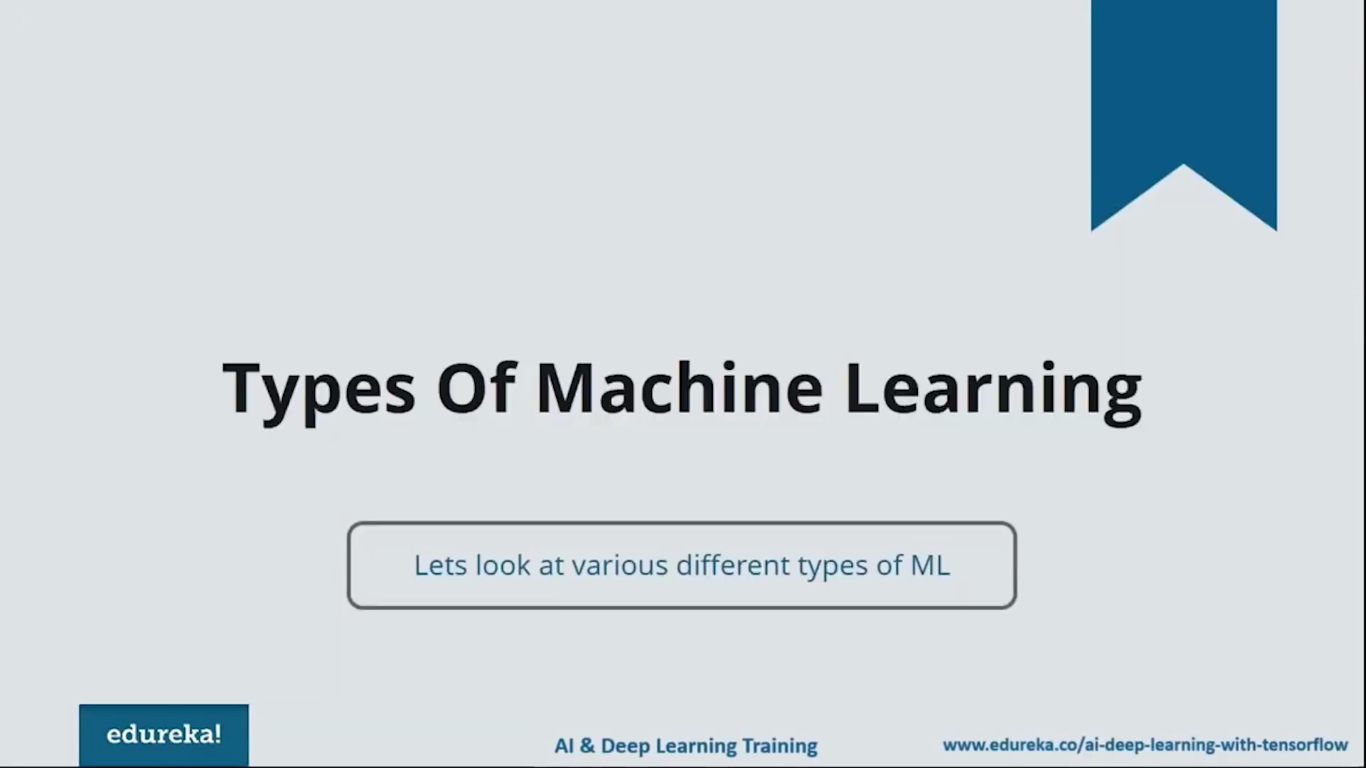 Types Of Machine Learning
Lets look at various different types of ML
edureka!
AI & Deep Learning Training
www.edureka.co/ai-deep-learning-with-tensorflow